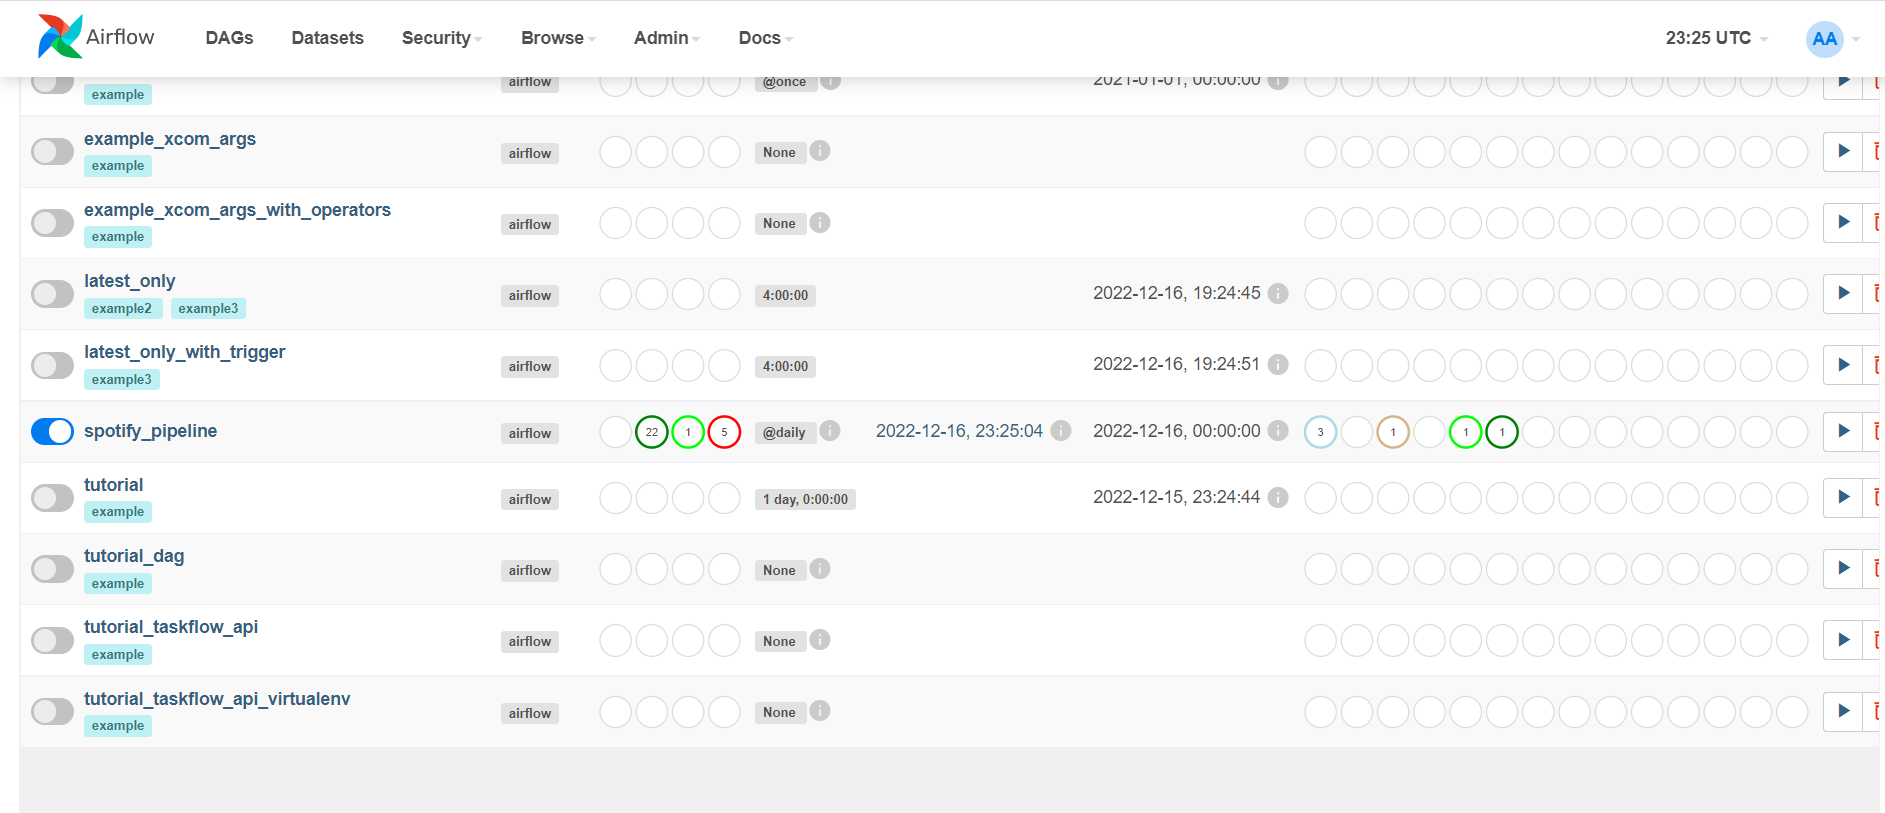 Airflow DAGs Datasets Security Browse Admin Docs 23:25 UTC AA
airflow @once i 2021-01-01, 00:00:00 i
example
example_xcom_args
example airflow None i
example_xcom_args_with_operators
example airflow None i
latest_only
example2 example3 airflow 4:00:00 2022-12-16, 19:24:45 i
latest_only_with_trigger
example3 airflow 4:00:00 2022-12-16, 19:24:51 i
spotify_pipeline airflow 22 1 5 @daily i 2022-12-16, 23:25:04 i 2022-12-16, 00:00:00 i 3 1 1 1
tutorial
example airflow 1 day, 0:00:00 2022-12-15, 23:24:44 i
tutorial_dag
example airflow None i
tutorial_taskflow_api
example airflow None i
tutorial_taskflow_api_virtualenv
example airflow None i